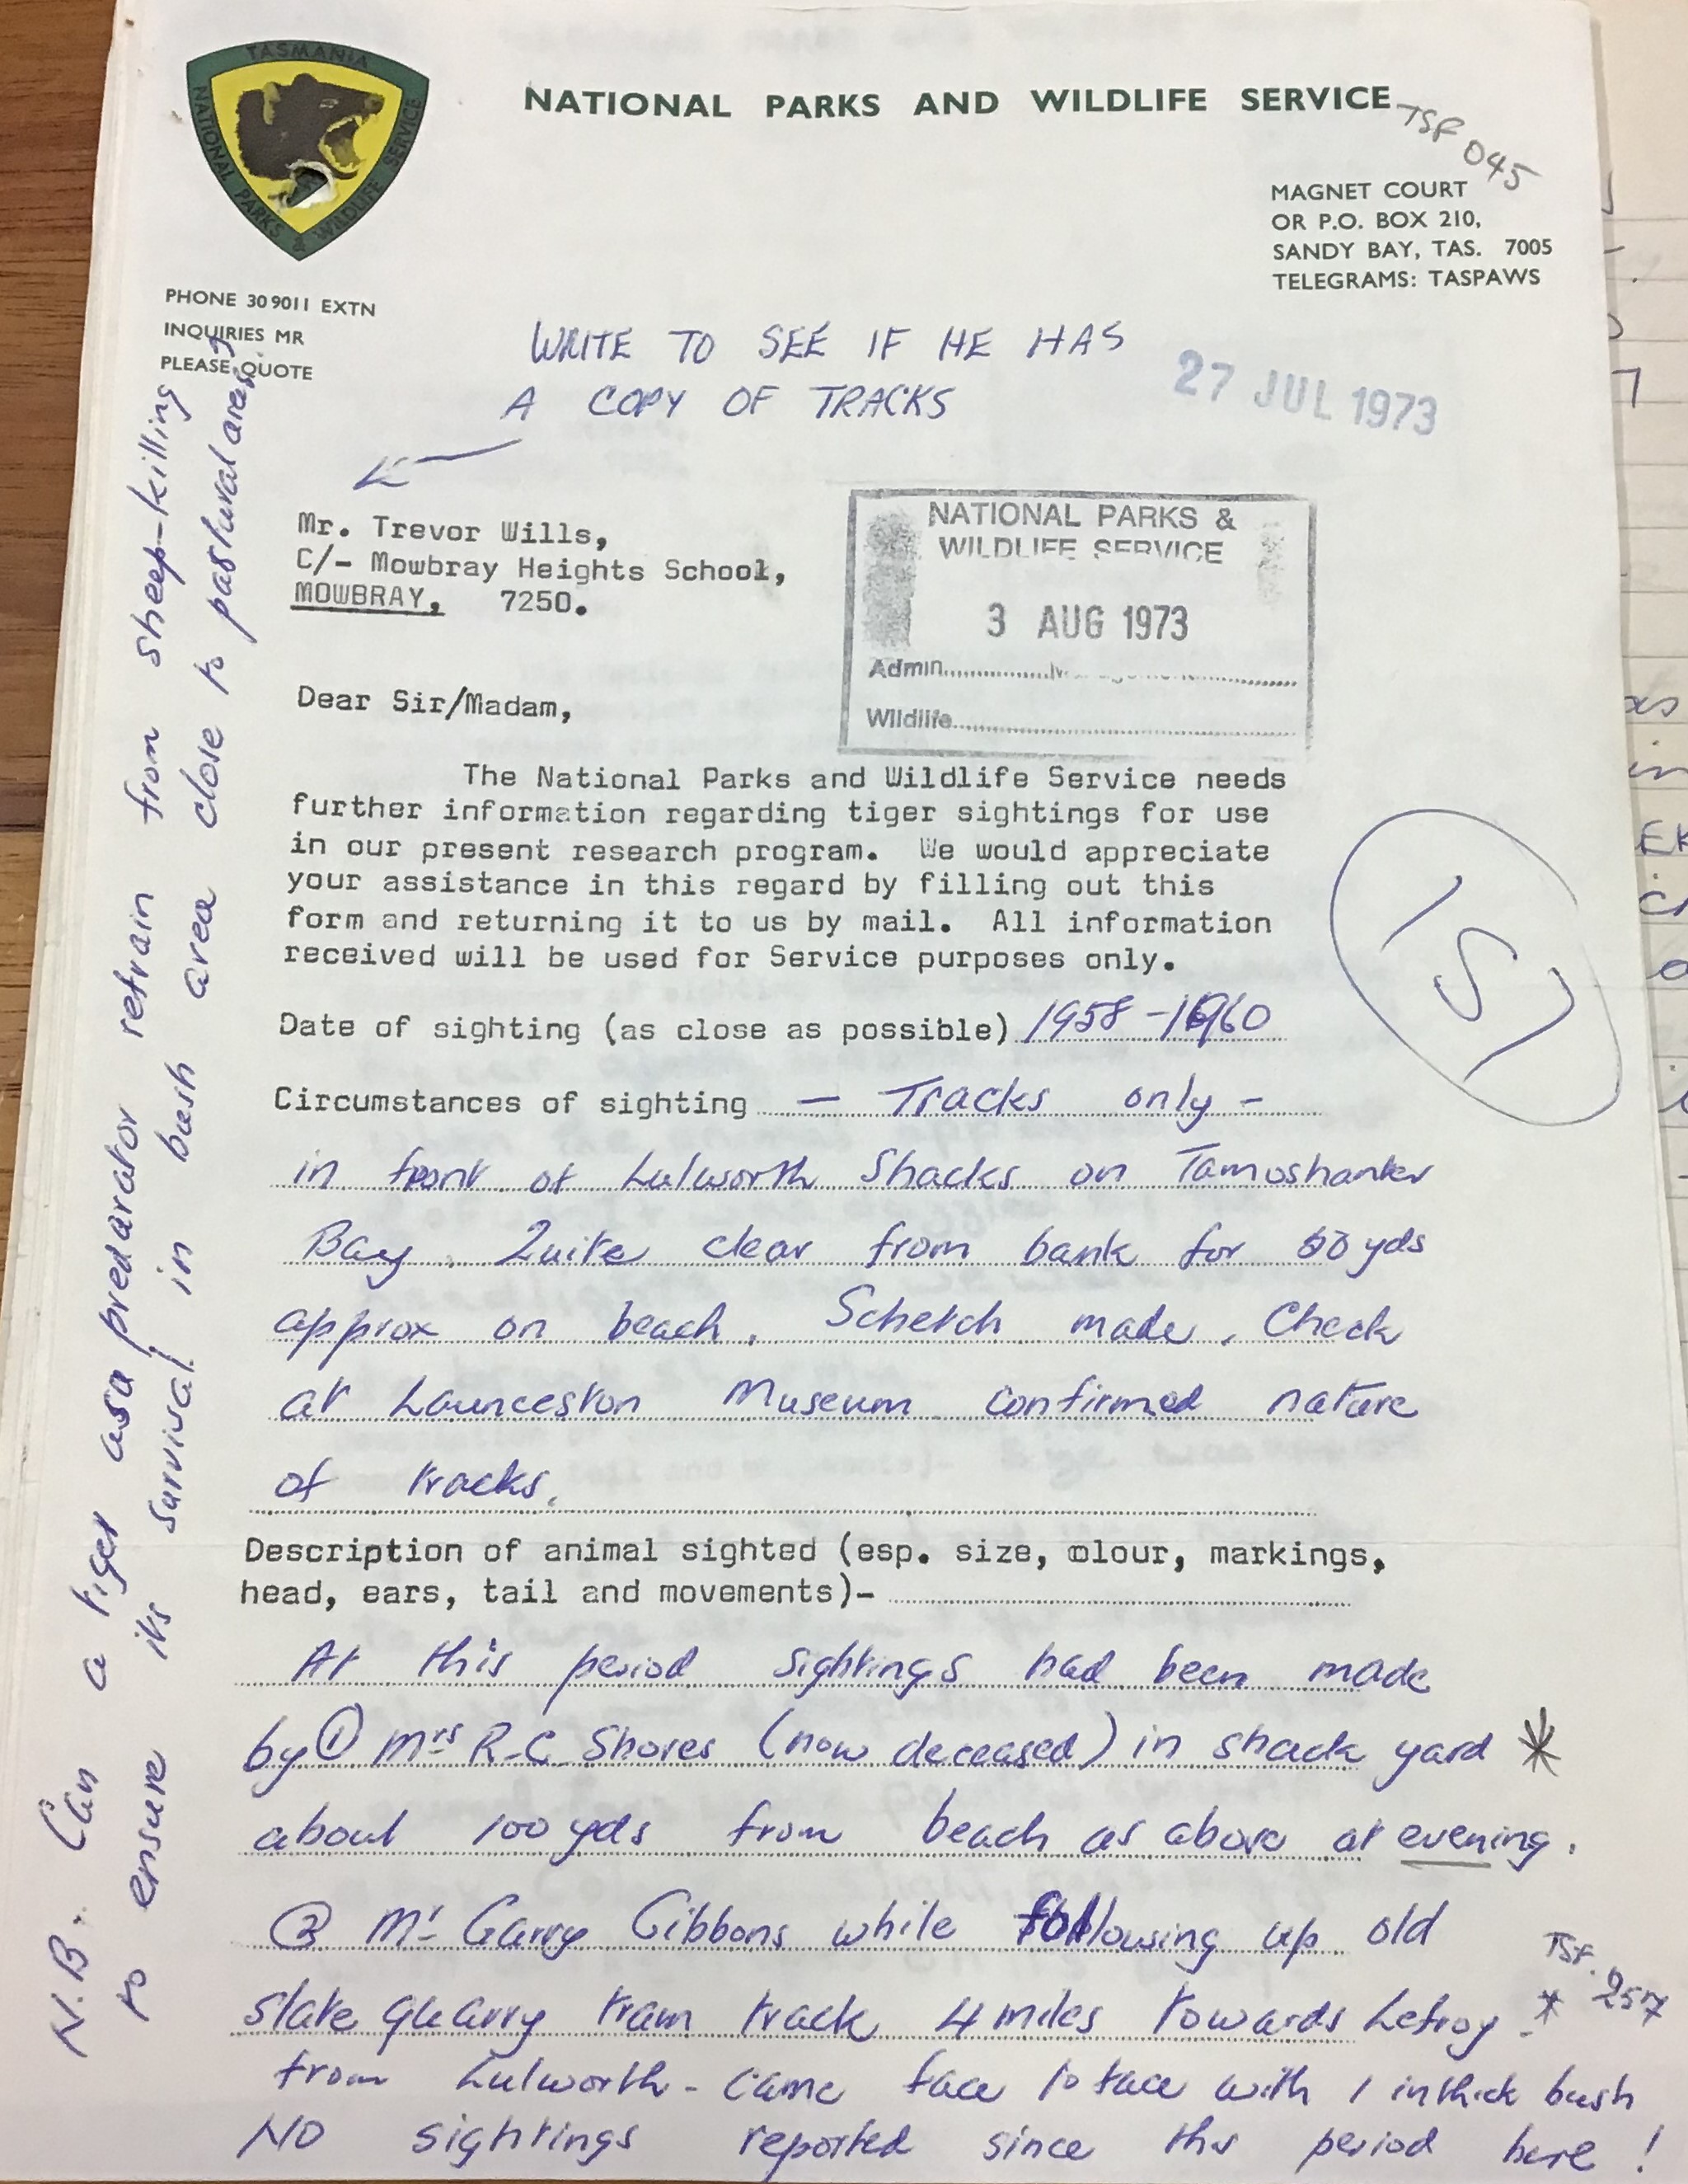 TASMANIA
NATIONAL PARKS & WILDLIFE SERVICE
NATIONAL PARKS AND WILDLIFE SERVICE
TSF 045
MAGNET COURT
OR P.O. BOX 210,
SANDY BAY, TAS. 7005
TELEGRAMS: TASPAWS
PHONE 30 9011 EXTN
INQUIRIES MR
PLEASE QUOTE
WRITE TO SEE IF HE HAS
A COPY OF TRACKS
27 JUL 1973
Mr. Trevor Wills,
C/- Mowbray Heights School,
MOWBRAY, 7250.
NATIONAL PARKS &
WILDLIFE SERVICE
3 AUG 1973
Admin
Wildlife
Dear Sir/Madam,
The National Parks and Wildlife Service needs
further information regarding tiger sightings for use
in our present research program. We would appreciate
your assistance in this regard by filling out this
form and returning it to us by mail. All information
received will be used for Service purposes only.
Date of sighting (as close as possible) 1958 - 1960
Circumstances of sighting — Tracks only -
in front of Lulworth Shacks on Tamoshanter
Bay. Quite clear from bank for 50 yds
approx on beach. Schetch made. Check
at Launceston Museum confirmed nature
of tracks.
Description of animal sighted (esp. size, colour, markings,
head, ears, tail and movements)-
At this period sightings had been made
by ① Mrs R-C Shores (now deceased) in shack yard *
about 100 yds from beach as above at evening.
② Mr Garry Gibbons while following up old
slate quarry tram track 4 miles towards Lefroy - *
TSF. 257
from Lulworth - came face to face with 1 in thick bush
NO sightings reported since this period here!
N.B. Can a tiger as a predarator retrain from sheep-killing
to ensure its survival in bush area close to pastural areas?